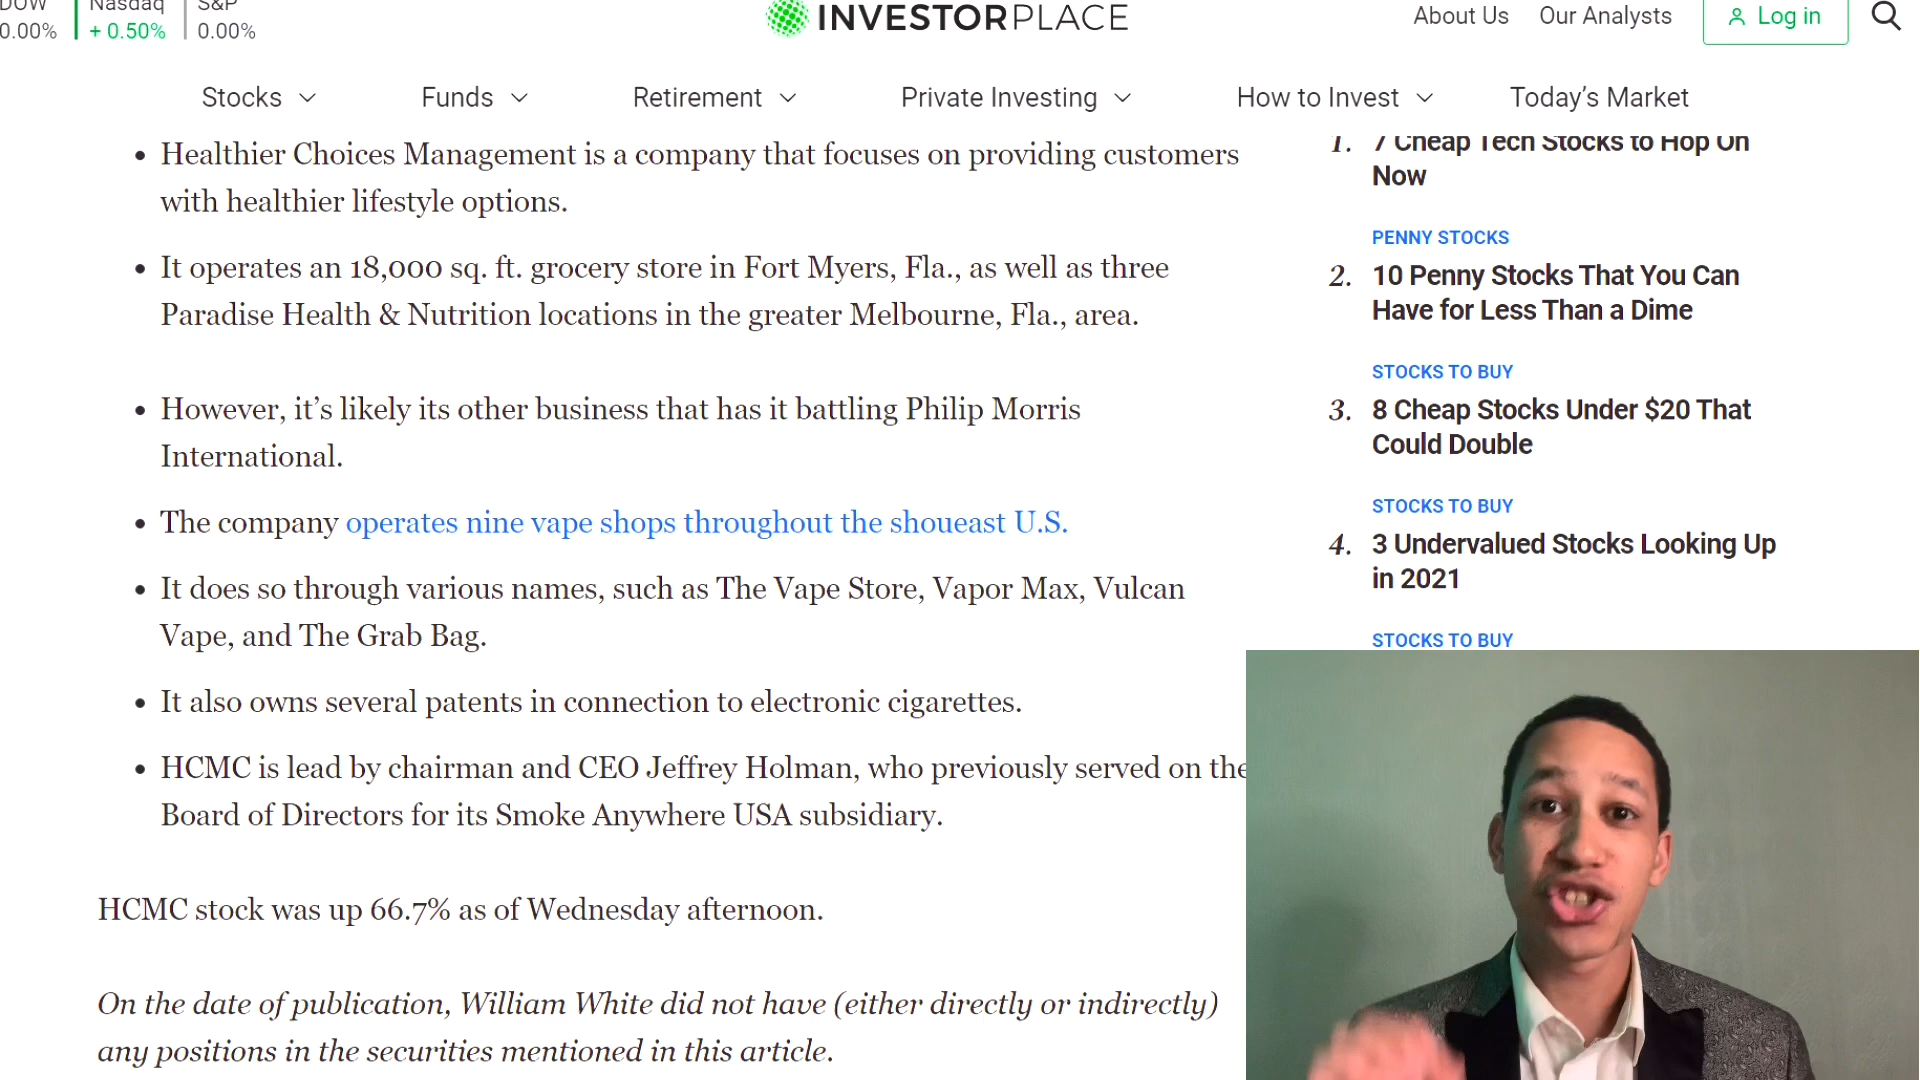 DOW
Nasdaq
S&P
0.00%
+ 0.50%
0.00%
INVESTORPLACE
About Us
Our Analysts
Log in
Stocks
Funds
Retirement
Private Investing
How to Invest
Today’s Market
• Healthier Choices Management is a company that focuses on providing customers
with healthier lifestyle options.
• It operates an 18,000 sq. ft. grocery store in Fort Myers, Fla., as well as three
Paradise Health & Nutrition locations in the greater Melbourne, Fla., area.
• However, it’s likely its other business that has it battling Philip Morris
International.
• The company operates nine vape shops throughout the shoueast U.S.
• It does so through various names, such as The Vape Store, Vapor Max, Vulcan
Vape, and The Grab Bag.
• It also owns several patents in connection to electronic cigarettes.
• HCMC is lead by chairman and CEO Jeffrey Holman, who previously served on the
Board of Directors for its Smoke Anywhere USA subsidiary.
HCMC stock was up 66.7% as of Wednesday afternoon.
On the date of publication, William White did not have (either directly or indirectly)
any positions in the securities mentioned in this article.
1. 7 Cheap Tech Stocks to Hop On
Now
PENNY STOCKS
2. 10 Penny Stocks That You Can
Have for Less Than a Dime
STOCKS TO BUY
3. 8 Cheap Stocks Under $20 That
Could Double
STOCKS TO BUY
4. 3 Undervalued Stocks Looking Up
in 2021
STOCKS TO BUY